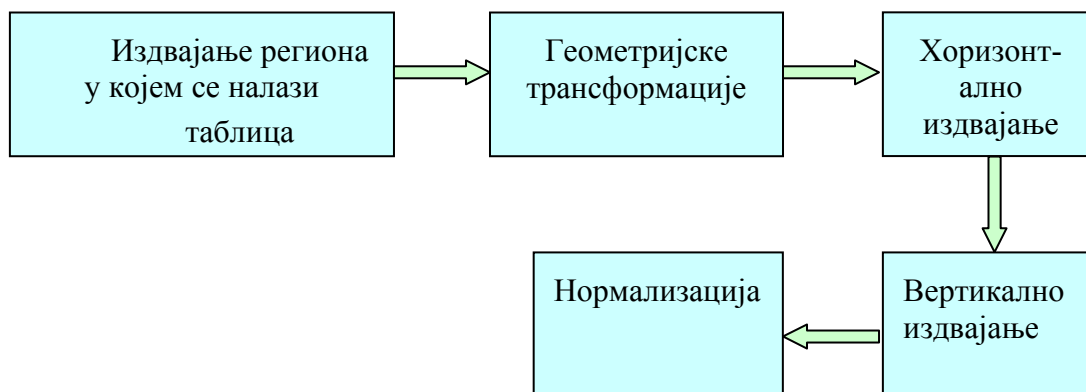 Издвајање региона
у којем се налази
таблица
Геометријске
трансформације
Хоризонт-
ално
издвајање
Вертикално
издвајање
Нормализација